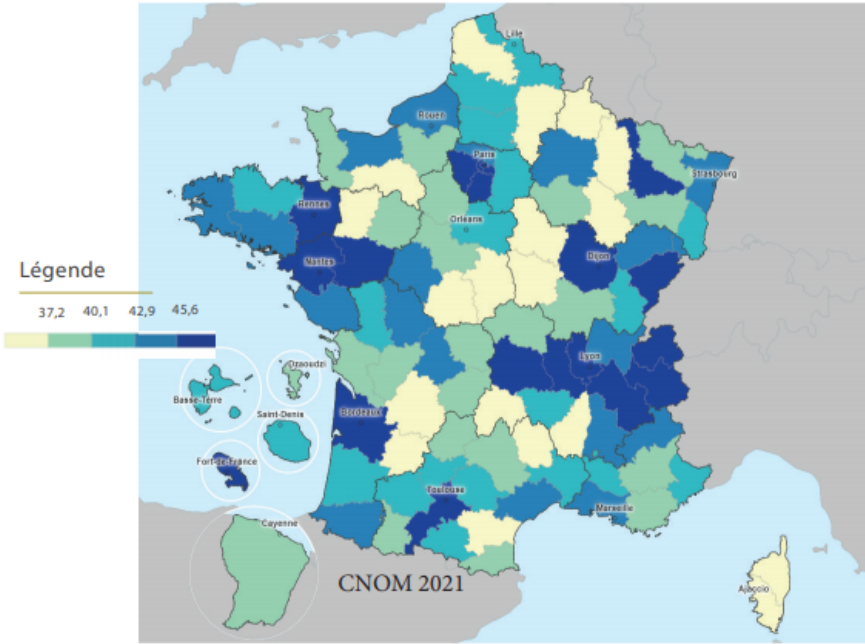 Lille
Rouen
Paris
Strasbourg
Rennes
Orléans
Nantes
Dijon
Légende
37,2 40,1 42,9 45,6
Lyon
Dzaoudzi
Basse-Terre
Saint-Denis
Bordeaux
Fort-de-France
Toulouse
Marseille
Cayenne
CNOM 2021
Ajaccio